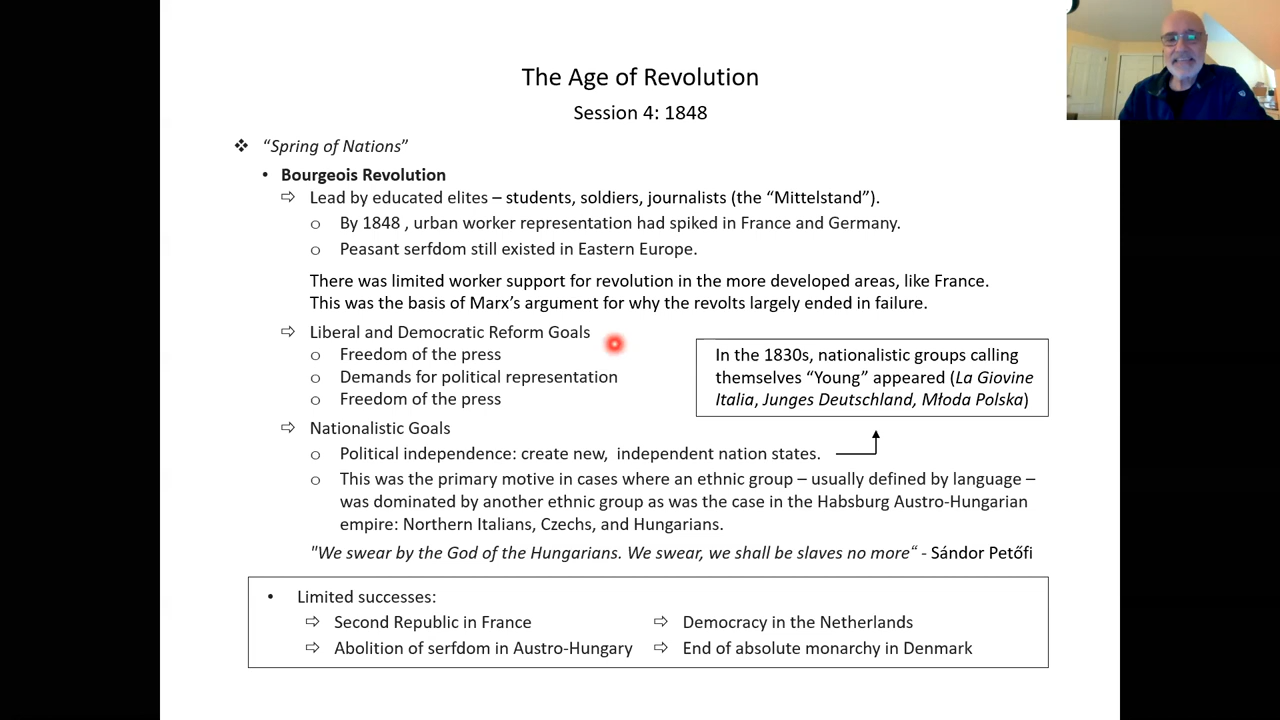 The Age of Revolution
Session 4: 1848
❖ “Spring of Nations”
• Bourgeois Revolution
⇨ Lead by educated elites – students, soldiers, journalists (the “Mittelstand”).
○ By 1848 , urban worker representation had spiked in France and Germany.
○ Peasant serfdom still existed in Eastern Europe.
There was limited worker support for revolution in the more developed areas, like France.
This was the basis of Marx’s argument for why the revolts largely ended in failure.
⇨ Liberal and Democratic Reform Goals
○ Freedom of the press
○ Demands for political representation
○ Freedom of the press
In the 1830s, nationalistic groups calling
themselves “Young” appeared (La Giovine
Italia, Junges Deutschland, Młoda Polska)
⇨ Nationalistic Goals
○ Political independence: create new, independent nation states.
○ This was the primary motive in cases where an ethnic group – usually defined by language –
was dominated by another ethnic group as was the case in the Habsburg Austro-Hungarian
empire: Northern Italians, Czechs, and Hungarians.
"We swear by the God of the Hungarians. We swear, we shall be slaves no more“ - Sándor Petőfi
• Limited successes:
⇨ Second Republic in France
⇨ Abolition of serfdom in Austro-Hungary
⇨ Democracy in the Netherlands
⇨ End of absolute monarchy in Denmark